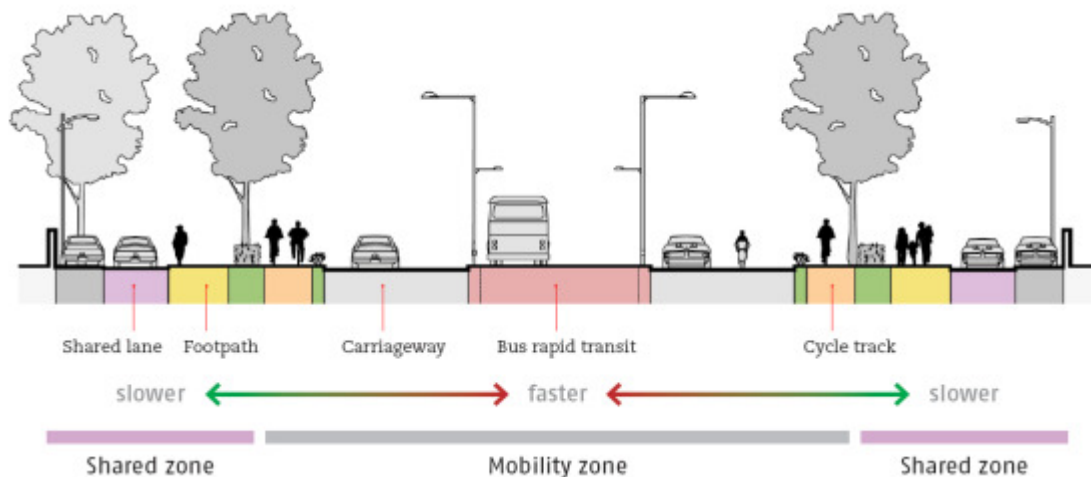 Shared lane
Footpath
Carriageway
Bus rapid transit
Cycle track
slower
faster
slower
Shared zone
Mobility zone
Shared zone